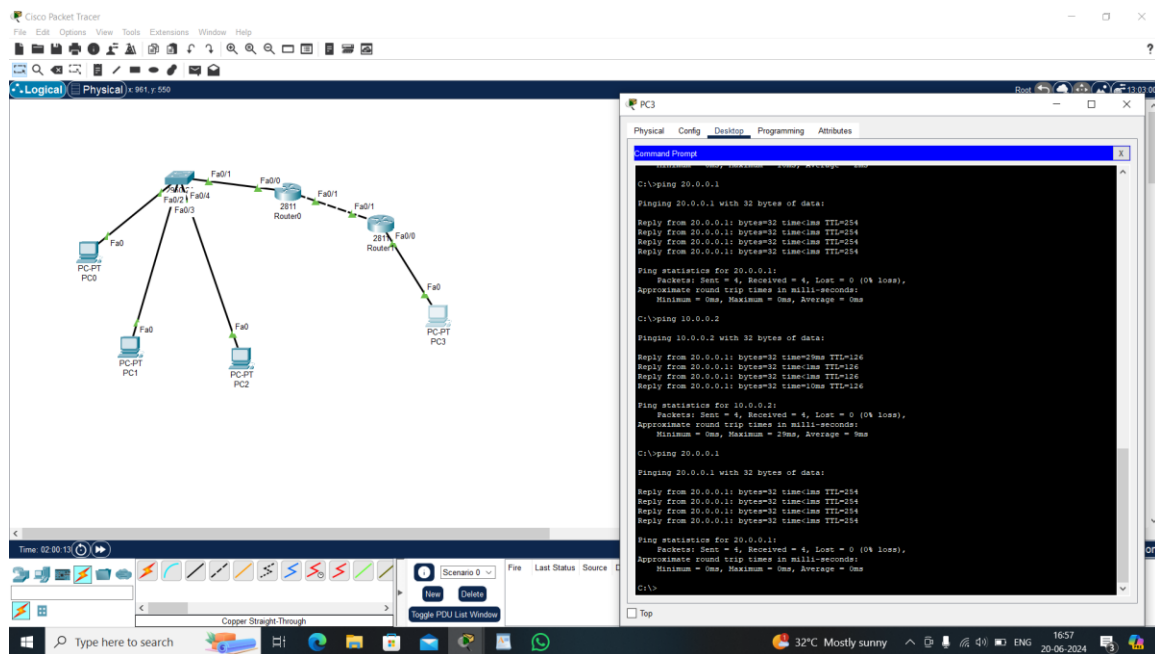 Cisco Packet Tracer
File Edit Options View Tools Extensions Window Help
?
Logical Physical x: 961, y: 550
Root 13:03:00
PC3
Physical Config Desktop Programming Attributes
Command Prompt
X
C:\>ping 20.0.0.1
Pinging 20.0.0.1 with 32 bytes of data:
Reply from 20.0.0.1: bytes=32 time<1ms TTL=254
Reply from 20.0.0.1: bytes=32 time<1ms TTL=254
Reply from 20.0.0.1: bytes=32 time<1ms TTL=254
Reply from 20.0.0.1: bytes=32 time<1ms TTL=254
Ping statistics for 20.0.0.1:
Packets: Sent = 4, Received = 4, Lost = 0 (0% loss),
Approximate round trip times in milli-seconds:
Minimum = 0ms, Maximum = 0ms, Average = 0ms
C:\>ping 10.0.0.2
Pinging 10.0.0.2 with 32 bytes of data:
Reply from 20.0.0.1: bytes=32 time=29ms TTL=126
Reply from 20.0.0.1: bytes=32 time<1ms TTL=126
Reply from 20.0.0.1: bytes=32 time<1ms TTL=126
Reply from 20.0.0.1: bytes=32 time=10ms TTL=126
Ping statistics for 10.0.0.2:
Packets: Sent = 4, Received = 4, Lost = 0 (0% loss),
Approximate round trip times in milli-seconds:
Minimum = 0ms, Maximum = 29ms, Average = 9ms
C:\>ping 20.0.0.1
Pinging 20.0.0.1 with 32 bytes of data:
Reply from 20.0.0.1: bytes=32 time<1ms TTL=254
Reply from 20.0.0.1: bytes=32 time<1ms TTL=254
Reply from 20.0.0.1: bytes=32 time<1ms TTL=254
Reply from 20.0.0.1: bytes=32 time<1ms TTL=254
Ping statistics for 20.0.0.1:
Packets: Sent = 4, Received = 4, Lost = 0 (0% loss),
Approximate round trip times in milli-seconds:
Minimum = 0ms, Maximum = 0ms, Average = 0ms
C:\>
Top
Fa0/1
Fa0/2
Fa0/4
Fa0/3
Fa0/0
2811
Router0
Fa0/1
Fa0/1
Fa0/0
Fa0
PC-PT
PC0
Fa0
PC-PT
PC1
Fa0
PC-PT
PC2
Fa0
PC-PT
PC3
Time: 02:00:13
Scenario 0
New Delete
Toggle PDU List Window
Fire Last Status Source
Copper Straight-Through
Type here to search
32°C Mostly sunny
ENG
16:57
20-06-2024
3